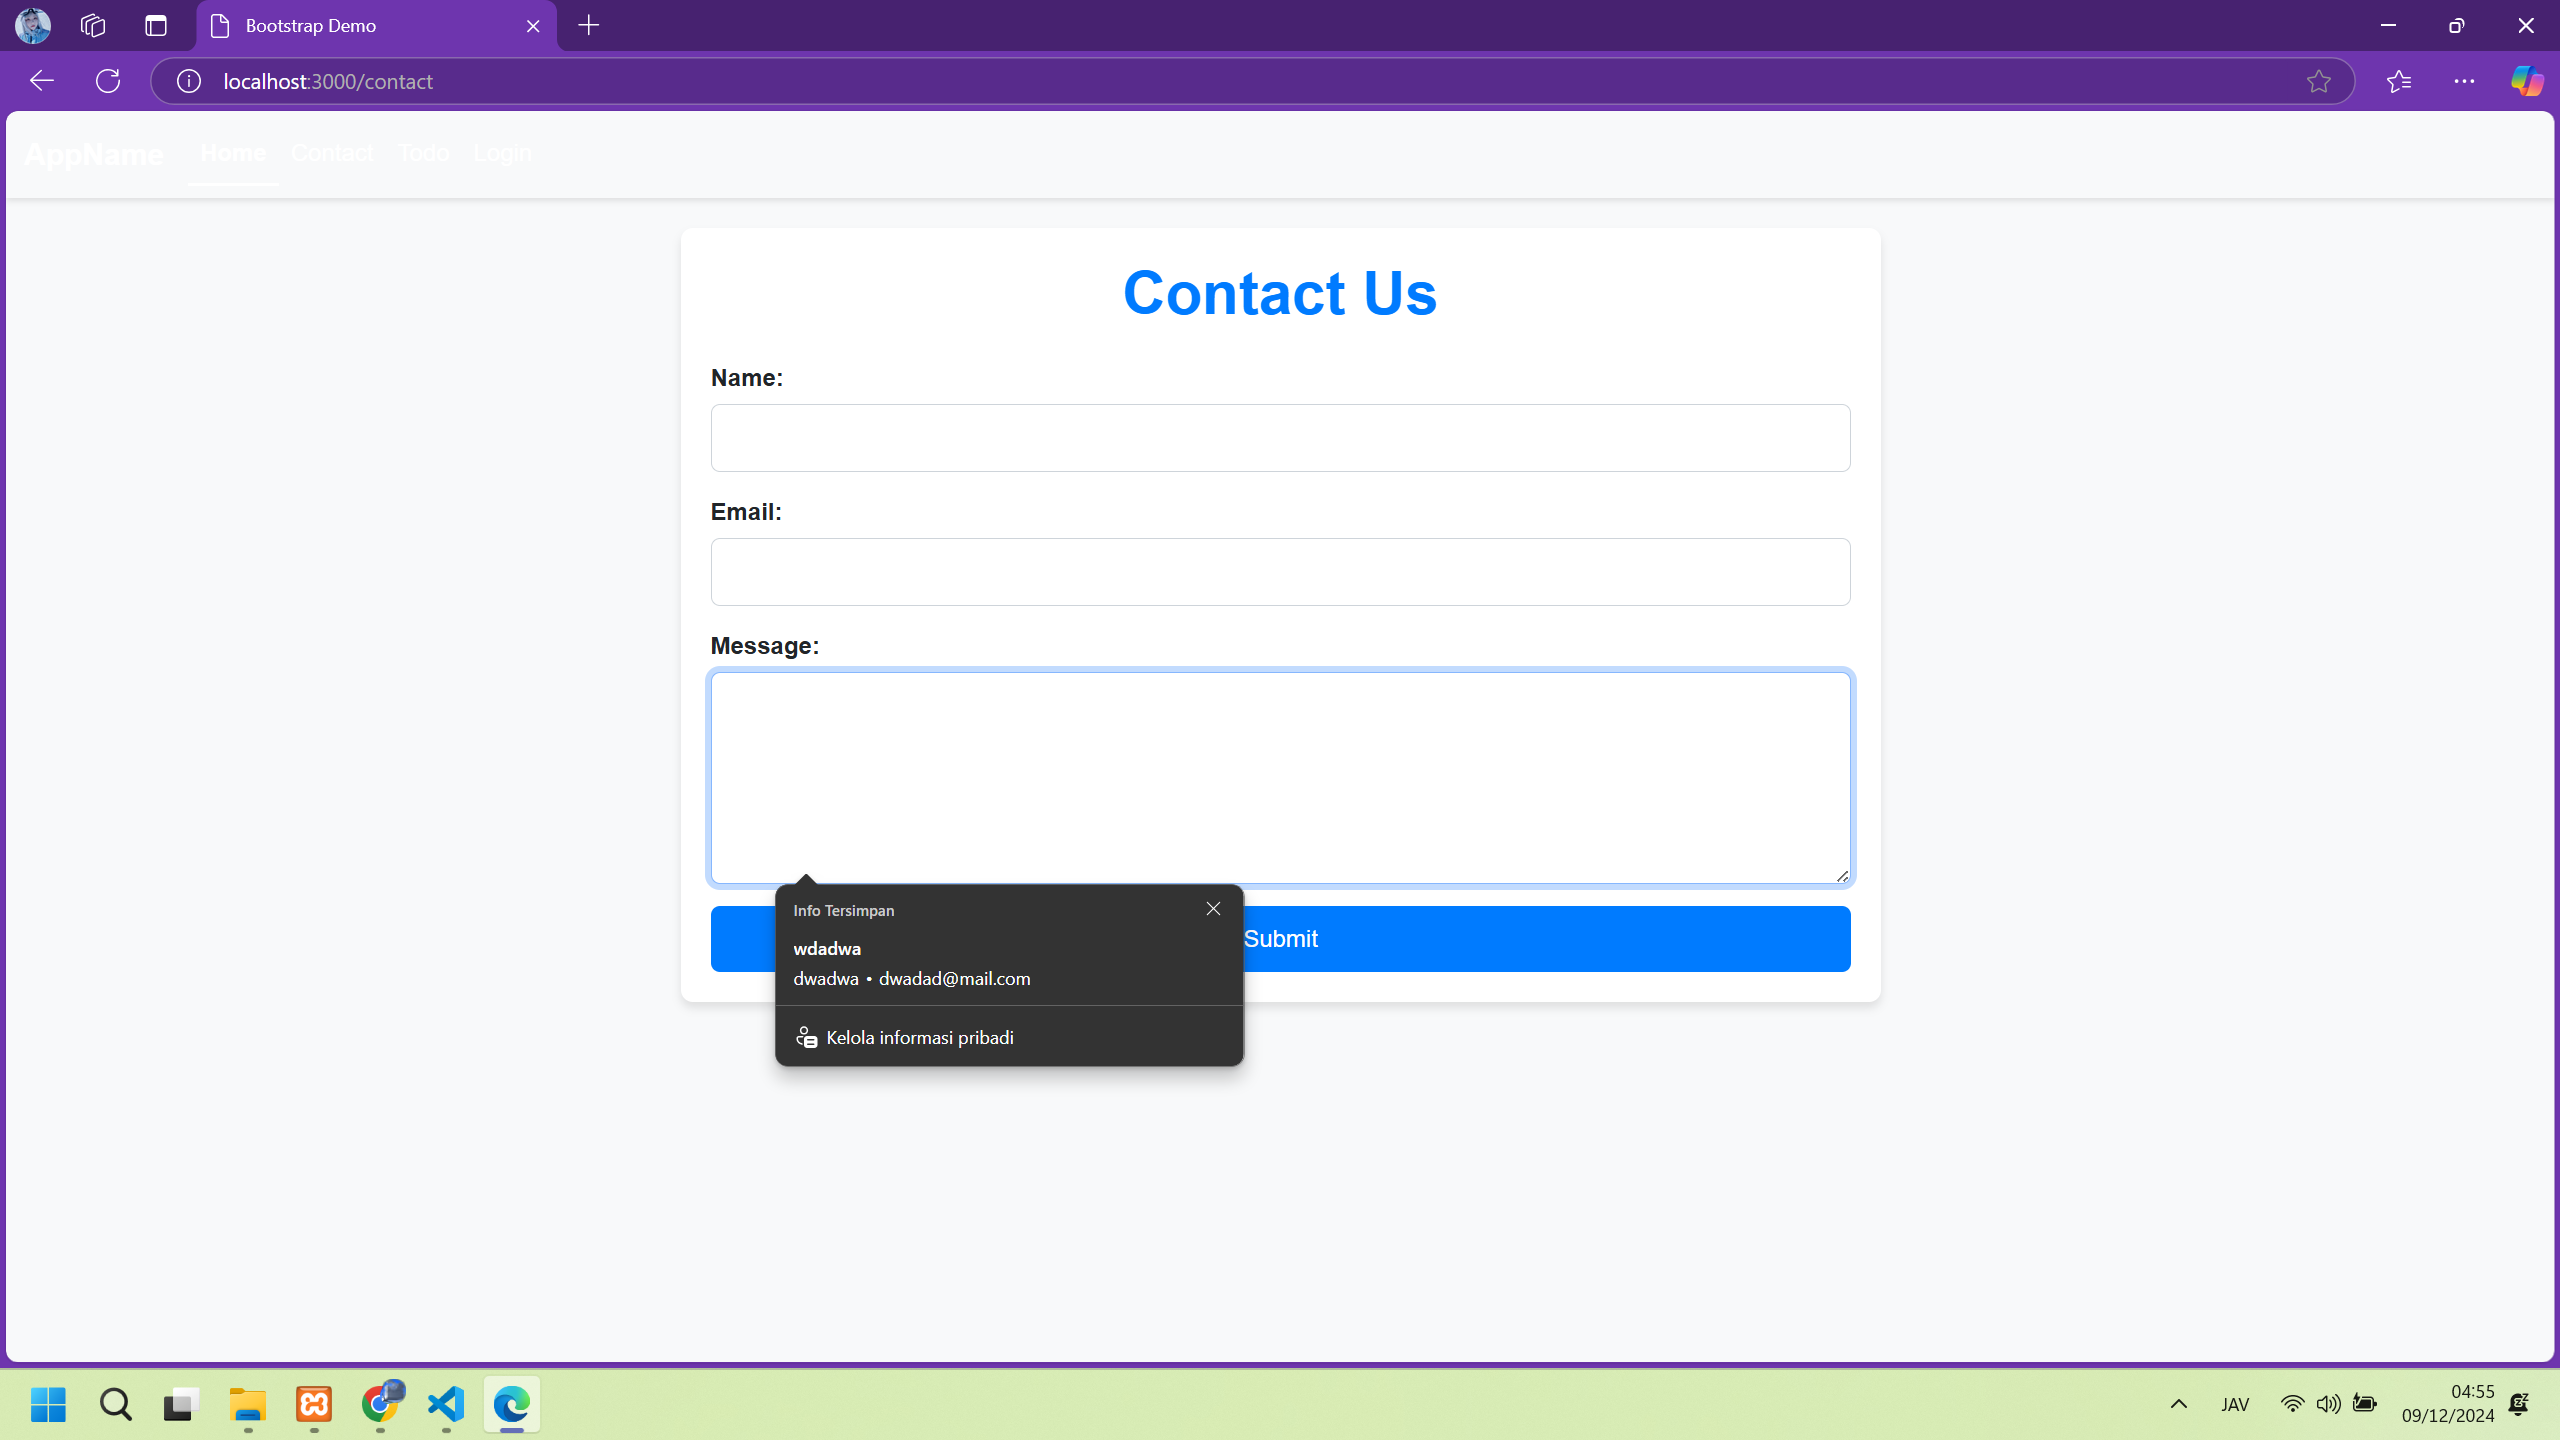 Bootstrap Demo
localhost:3000/contact
AppName Home Contact Todo Login
Contact Us
Name:
Email:
Message:
Info Tersimpan
wdadwa
dwadwa • dwadad@mail.com
Kelola informasi pribadi
Submit
JAV
04:55
09/12/2024